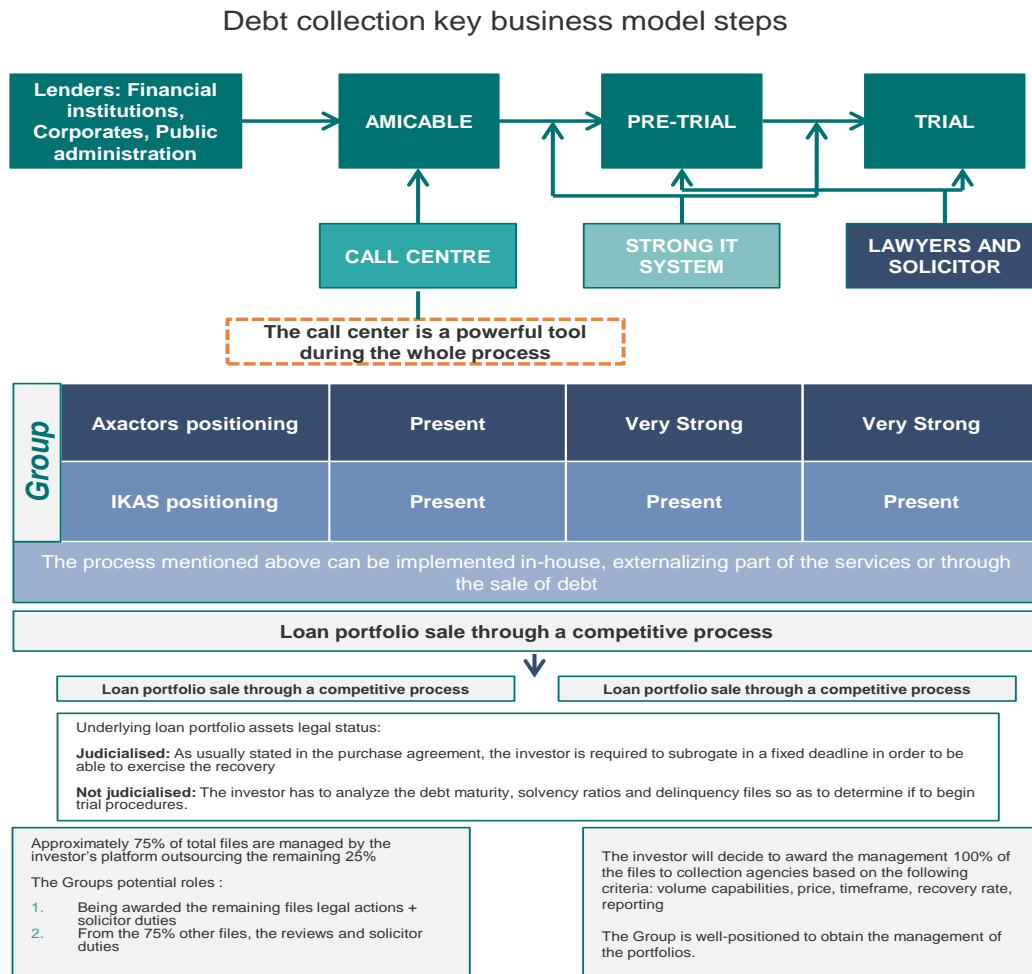 Debt collection key business model steps
Lenders: Financial
institutions,
Corporates, Public
administration
AMICABLE
PRE-TRIAL
TRIAL
CALL CENTRE
STRONG IT
SYSTEM
LAWYERS AND
SOLICITOR
The call center is a powerful tool
during the whole process
Group
Axactors positioning
Present
Very Strong
Very Strong
IKAS positioning
Present
Present
Present
The process mentioned above can be implemented in-house, externalizing part of the services or through
the sale of debt
Loan portfolio sale through a competitive process
Loan portfolio sale through a competitive process
Loan portfolio sale through a competitive process
Underlying loan portfolio assets legal status:
Judicialised: As usually stated in the purchase agreement, the investor is required to subrogate in a fixed deadline in order to be
able to exercise the recovery
Not judicialised: The investor has to analyze the debt maturity, solvency ratios and delinquency files so as to determine if to begin
trial procedures.
Approximately 75% of total files are managed by the
investor's platform outsourcing the remaining 25%
The Groups potential roles :
1. Being awarded the remaining files legal actions +
solicitor duties
2. From the 75% other files, the reviews and solicitor
duties
The investor will decide to award the management 100% of
the files to collection agencies based on the following
criteria: volume capabilities, price, timeframe, recovery rate,
reporting
The Group is well-positioned to obtain the management of
the portfolios.